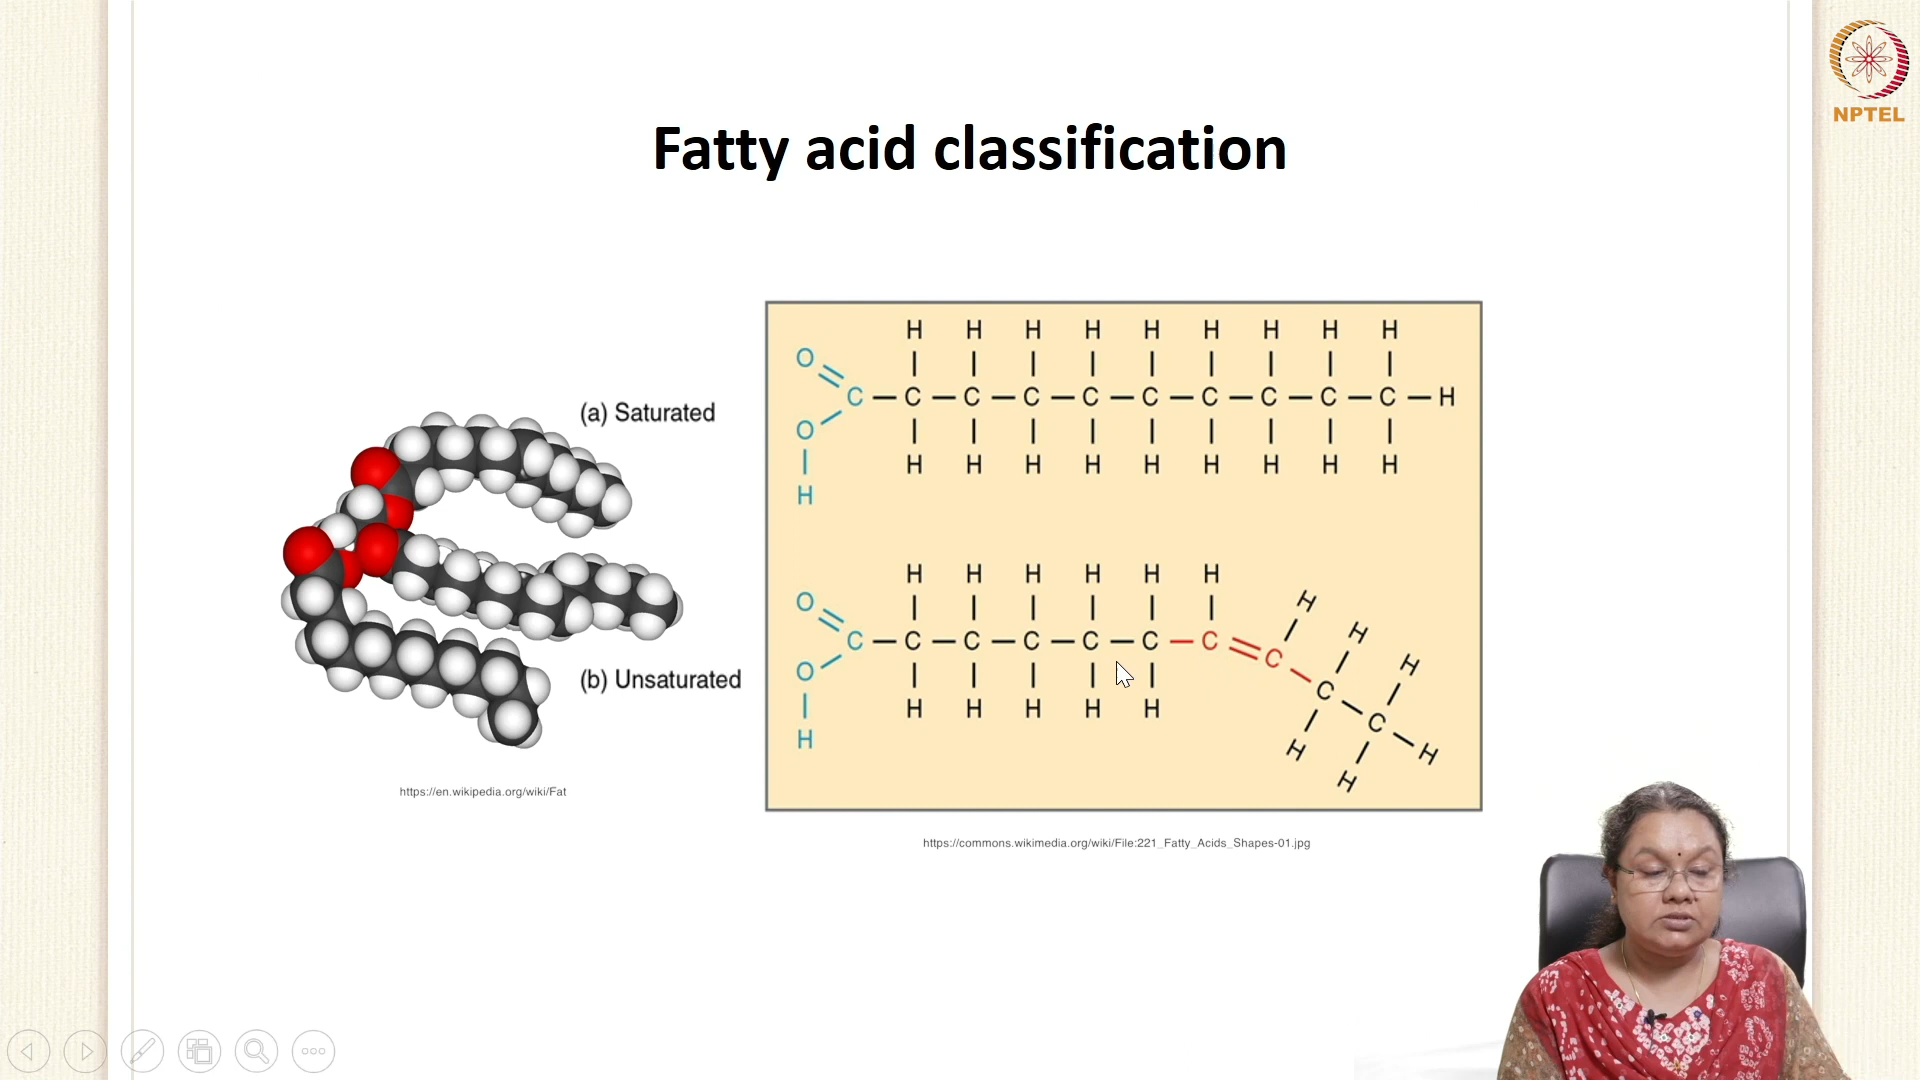 NPTEL
Fatty acid classification
H H H H H H H H H
O
C — C — C — C — C — C — C — C — C — C — H
O
H H H H H H H H H
H
(a) Saturated
H H H H H H
H
O
H
C — C — C — C — C — C — C = C
H
O
C
C
H
H H H H H
H
H
H
(b) Unsaturated
https://en.wikipedia.org/wiki/Fat
https://commons.wikimedia.org/wiki/File:221_Fatty_Acids_Shapes-01.jpg